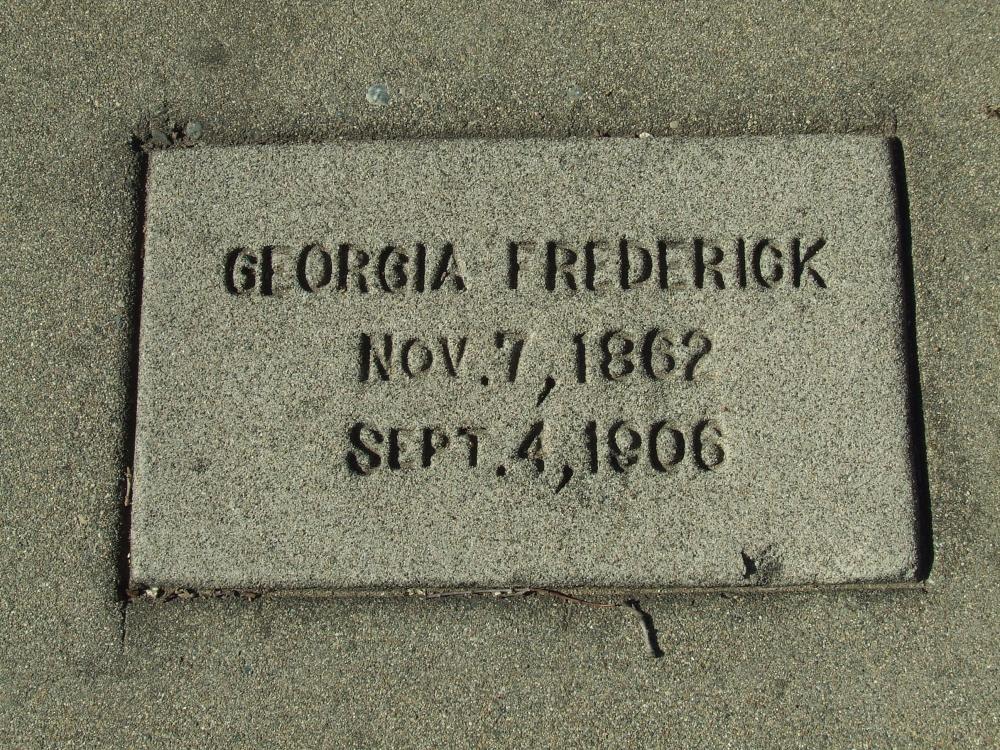 GEORGIA FREDERICK
NOV. 7, 1862
SEPT. 4, 1906